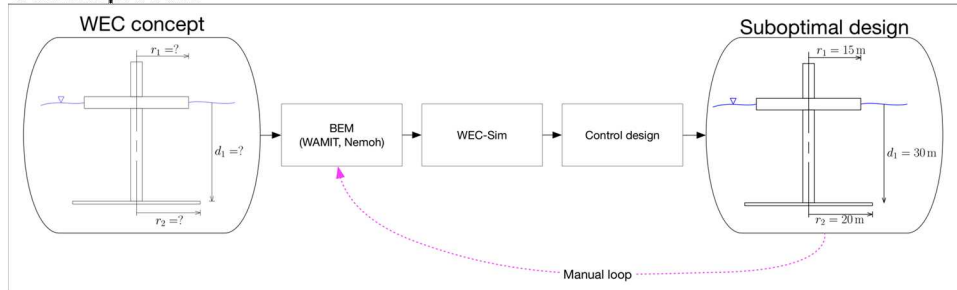 WEC concept
r₁ =?
d₁ =?
r₂ =?
BEM
(WAMIT, Nemoh)
WEC-Sim
Control design
Suboptimal design
r₁ = 15 m
d₁ = 30 m
r₂ = 20 m
Manual loop